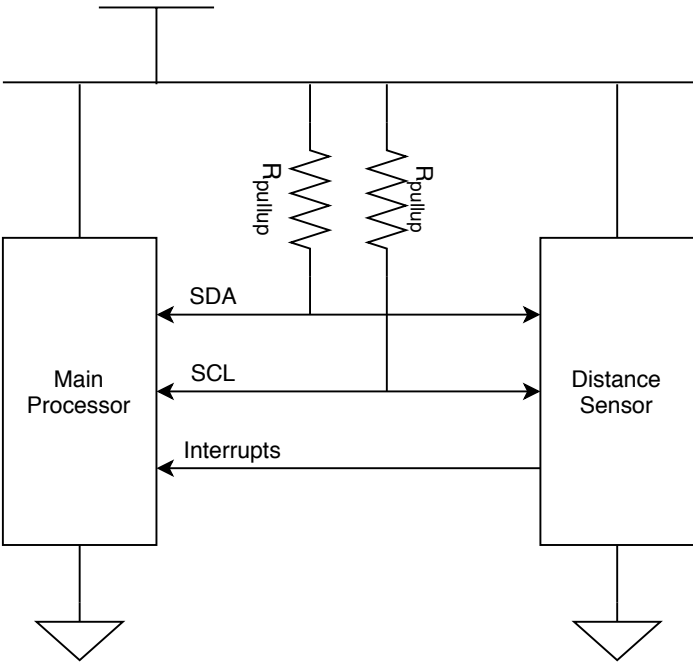 Rpullup
Rpullup
SDA
SCL
Main
Processor
Distance
Sensor
Interrupts